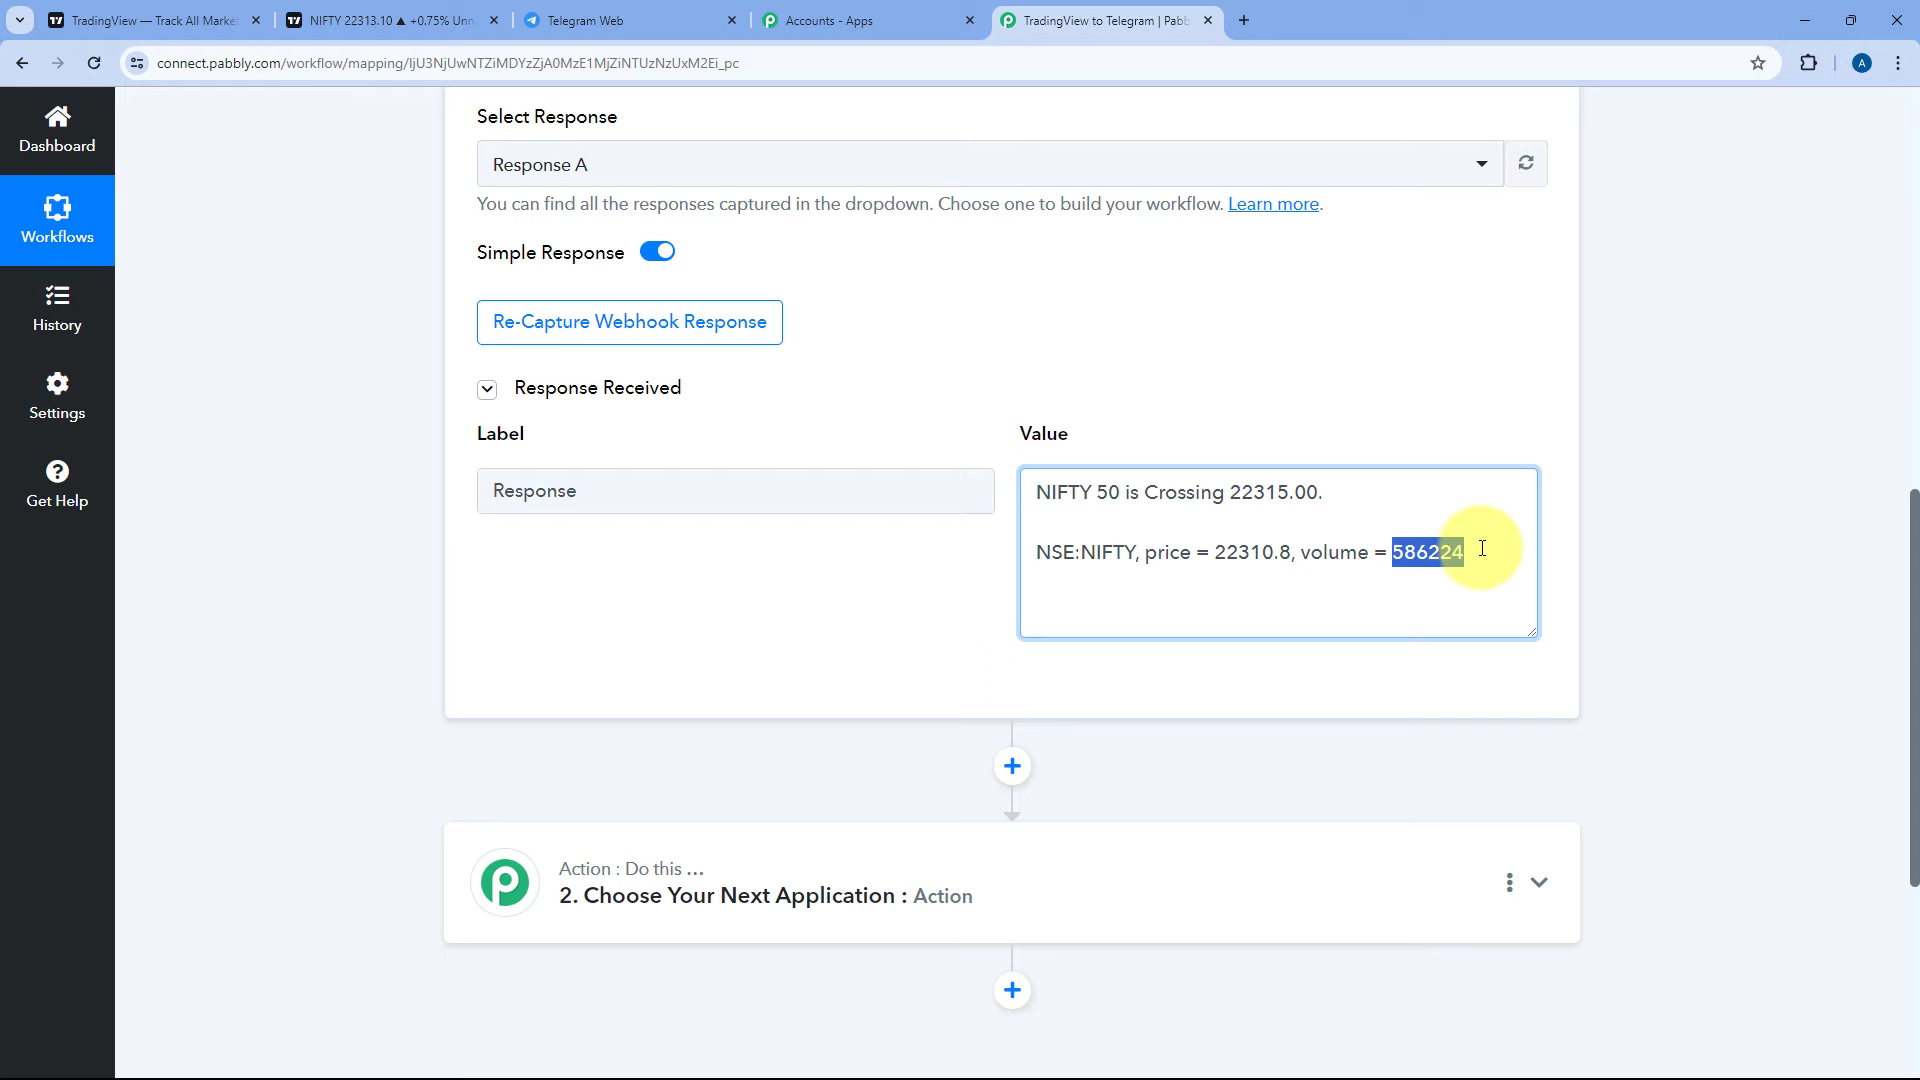 TradingView — Track All Marke
NIFTY 22313.10 ▲ +0.75% Unn
Telegram Web
Accounts - Apps
TradingView to Telegram | Pabb
connect.pabbly.com/workflow/mapping/IjU3NjUwNTZiMDYzZjA0MzE1MjZiNTUzNzUxM2Ei_pc
A
Dashboard
Workflows
History
Settings
Get Help
Select Response
Response A
You can find all the responses captured in the dropdown. Choose one to build your workflow. Learn more.
Simple Response
Re-Capture Webhook Response
Response Received
Label
Value
Response
NIFTY 50 is Crossing 22315.00.
NSE:NIFTY, price = 22310.8, volume = 586224
Action : Do this ...
2. Choose Your Next Application : Action